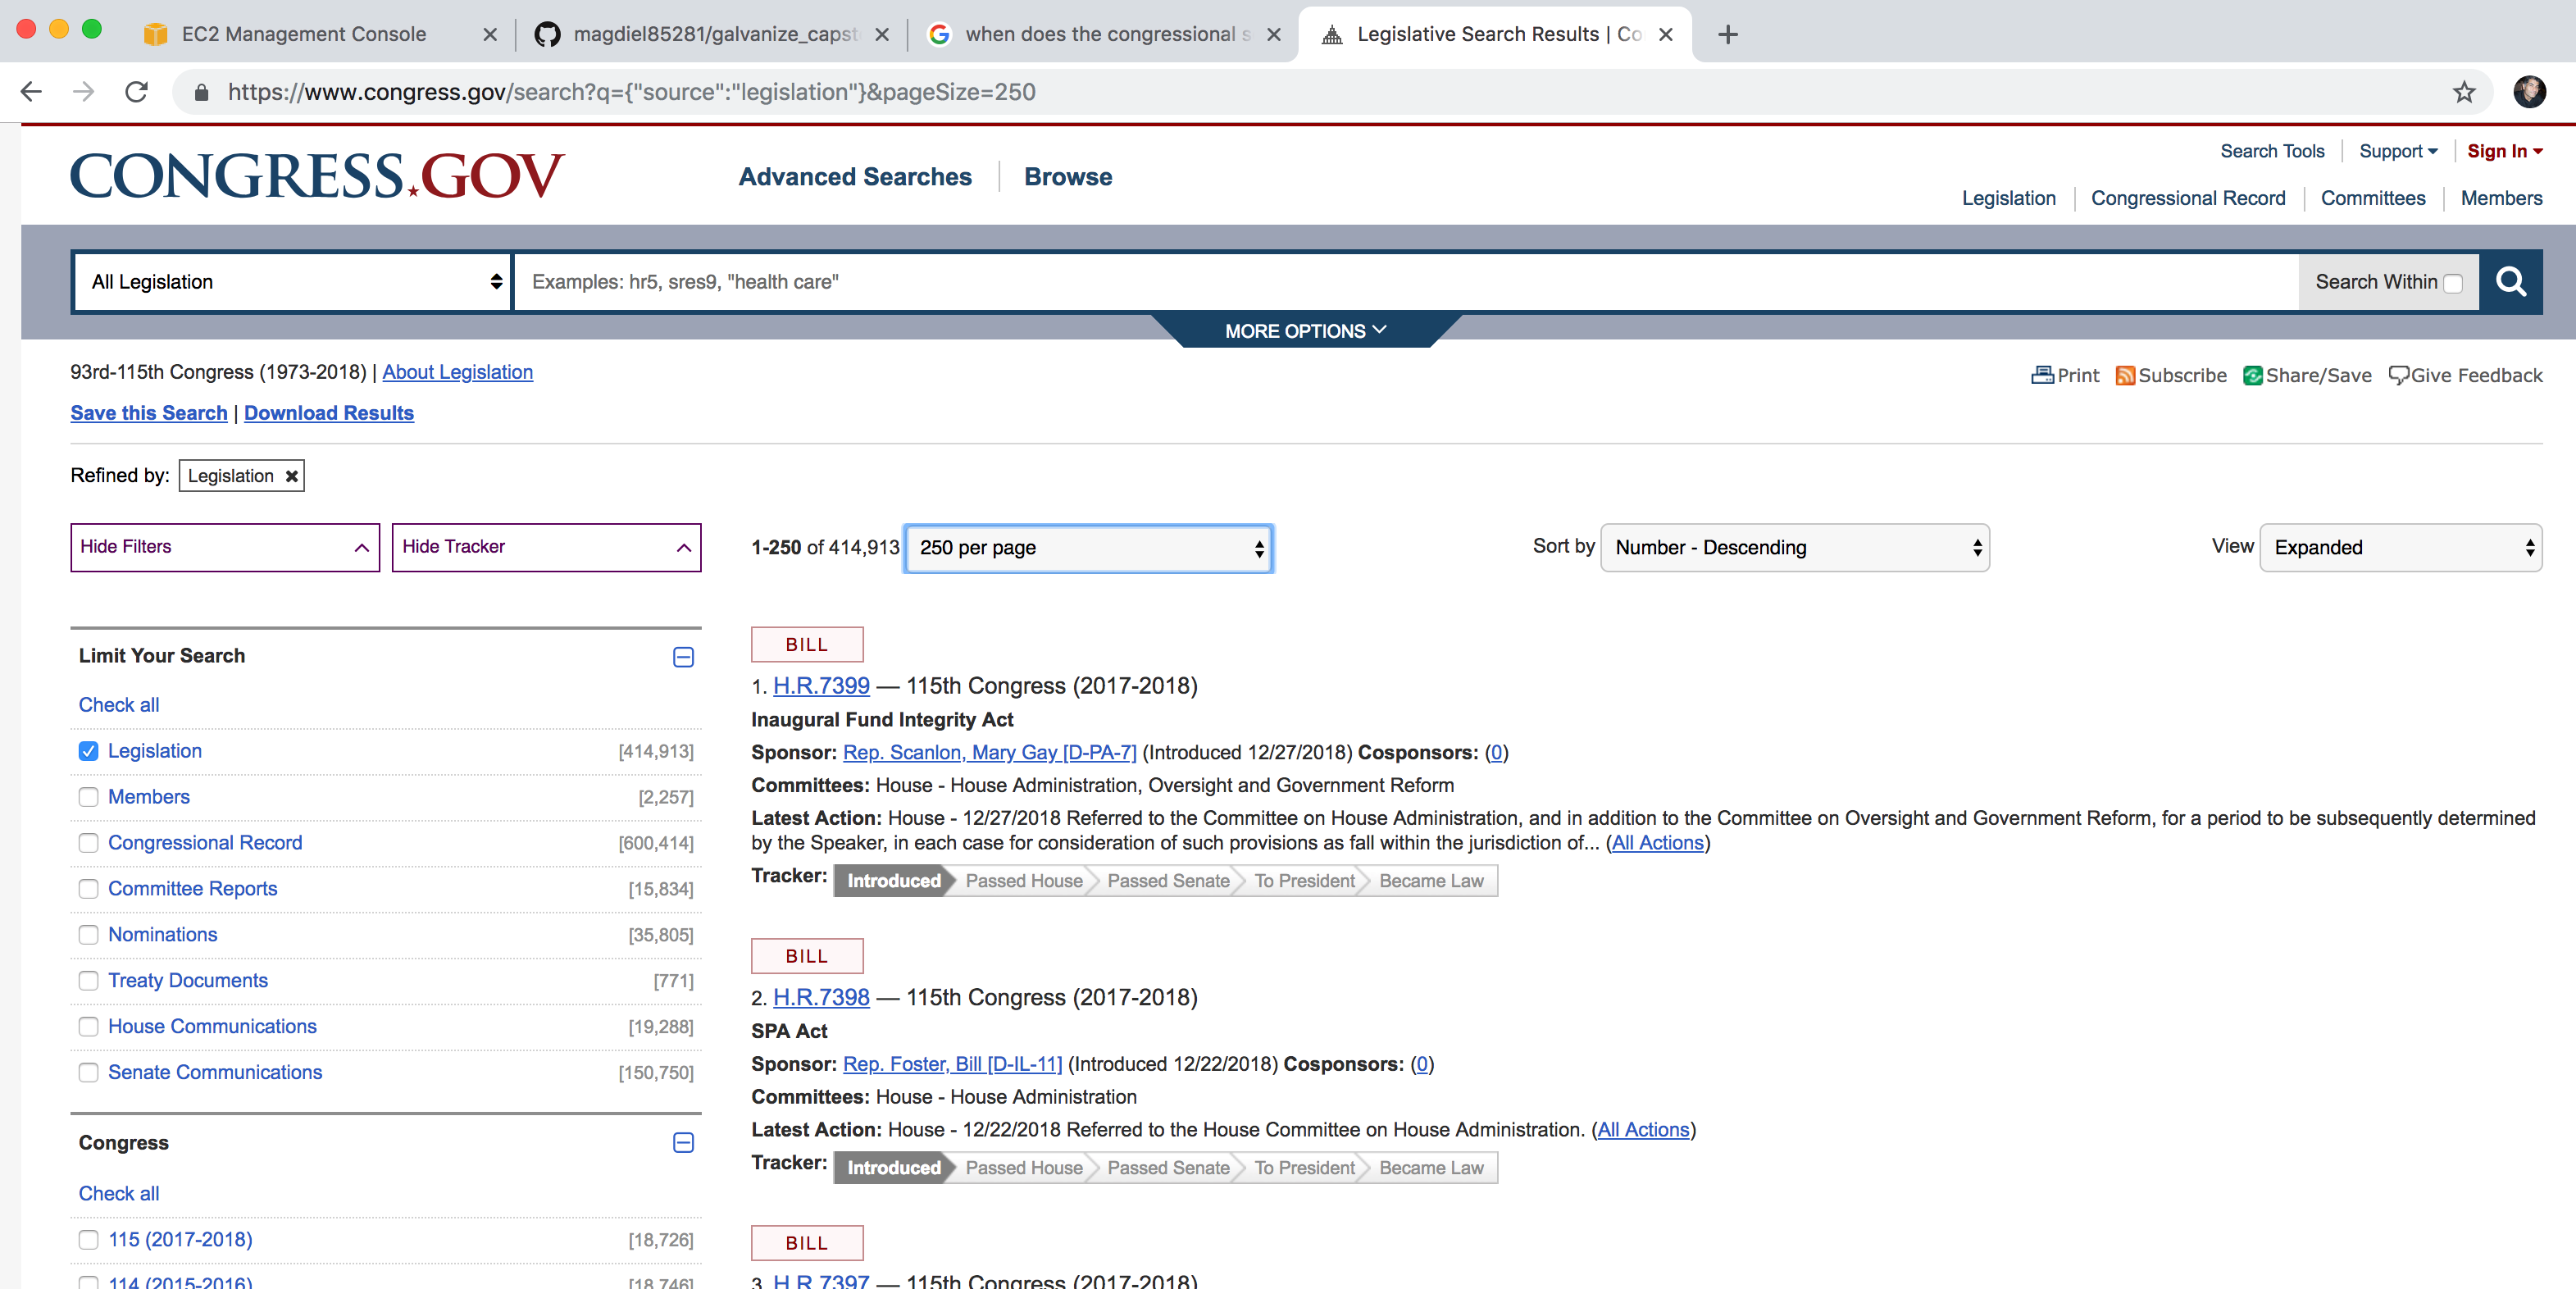 EC2 Management Console
magdiel85281/galvanize_capst
when does the congressional s
Legislative Search Results | Co
https://www.congress.gov/search?q={"source":"legislation"}&pageSize=250
CONGRESS.GOV
Advanced Searches
Browse
Search Tools
Support
Sign In
Legislation
Congressional Record
Committees
Members
All Legislation
Examples: hr5, sres9, "health care"
Search Within
MORE OPTIONS
93rd-115th Congress (1973-2018) | About Legislation
Print
Subscribe
Share/Save
Give Feedback
Save this Search | Download Results
Refined by: Legislation
Hide Filters
Hide Tracker
1-250 of 414,913
250 per page
Sort by
Number - Descending
View
Expanded
Limit Your Search
Check all
Legislation [414,913]
Members [2,257]
Congressional Record [600,414]
Committee Reports [15,834]
Nominations [35,805]
Treaty Documents [771]
House Communications [19,288]
Senate Communications [150,750]
Congress
Check all
115 (2017-2018) [18,726]
114 (2015-2016) [18,746]
BILL
1. H.R.7399 — 115th Congress (2017-2018)
Inaugural Fund Integrity Act
Sponsor: Rep. Scanlon, Mary Gay [D-PA-7] (Introduced 12/27/2018) Cosponsors: (0)
Committees: House - House Administration, Oversight and Government Reform
Latest Action: House - 12/27/2018 Referred to the Committee on House Administration, and in addition to the Committee on Oversight and Government Reform, for a period to be subsequently determined
by the Speaker, in each case for consideration of such provisions as fall within the jurisdiction of... (All Actions)
Tracker: Introduced Passed House Passed Senate To President Became Law
BILL
2. H.R.7398 — 115th Congress (2017-2018)
SPA Act
Sponsor: Rep. Foster, Bill [D-IL-11] (Introduced 12/22/2018) Cosponsors: (0)
Committees: House - House Administration
Latest Action: House - 12/22/2018 Referred to the House Committee on House Administration. (All Actions)
Tracker: Introduced Passed House Passed Senate To President Became Law
BILL
3. H.R.7397 — 115th Congress (2017-2018)